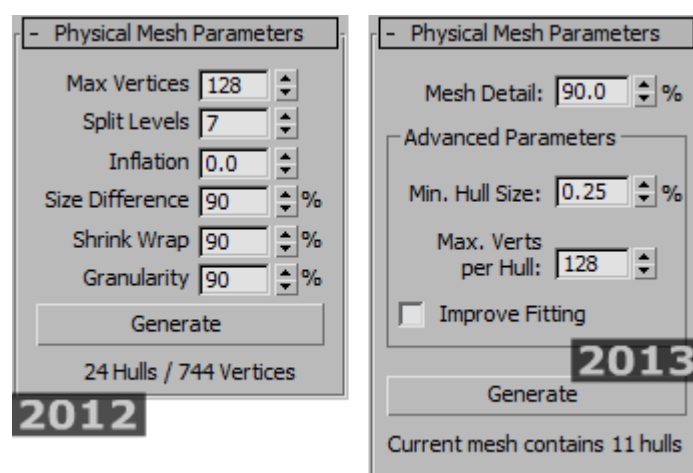 - Physical Mesh Parameters
Max Vertices 128
Split Levels 7
Inflation 0.0
Size Difference 90 %
Shrink Wrap 90 %
Granularity 90 %
Generate
24 Hulls / 744 Vertices
2012
- Physical Mesh Parameters
Mesh Detail: 90.0 %
Advanced Parameters
Min. Hull Size: 0.25 %
Max. Verts
per Hull: 128
Improve Fitting
2013
Generate
Current mesh contains 11 hulls